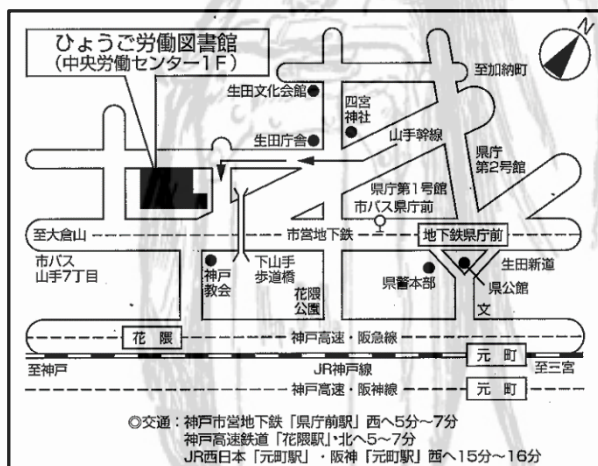 ひょうご労働図書館
(中央労働センター1F)
N
至加納町
生田文化会館
四宮
神社
生田庁舎
山手幹線
県庁
第2号館
県庁第1号館
市バス県庁前
至大倉山
市営地下鉄
地下鉄県庁前
市バス
山手7丁目
神戸
教会
下山手
歩道橋
花隈
公園
県警本部
生田新道
県公館
文
花隈
神戸高速・阪急線
元町
至神戸
JR神戸線
至三宮
神戸高速・阪神線
元町
◎交通:神戸市営地下鉄「県庁前駅」西へ5分~7分
神戸高速鉄道「花隈駅」・北へ5~7分
JR西日本「元町駅」・阪神「元町駅」西へ15分~16分